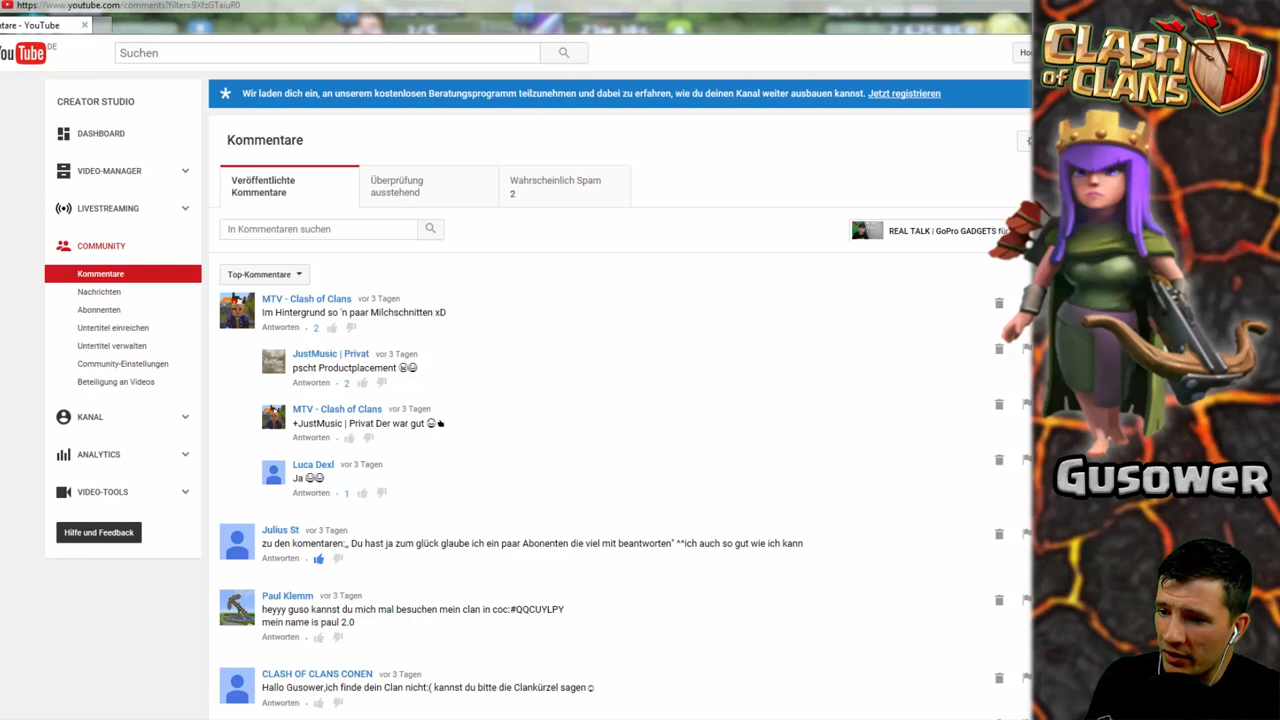 https://www.youtube.com/comments?filter=9XfzGTaiuR0
ntare - YouTube
You Tube DE
Suchen
CREATOR STUDIO
DASHBOARD
VIDEO-MANAGER
LIVESTREAMING
COMMUNITY
Kommentare
Nachrichten
Abonnenten
Untertitel einreichen
Untertitel verwalten
Community-Einstellungen
Beteiligung an Videos
KANAL
ANALYTICS
VIDEO-TOOLS
Hilfe und Feedback
Wir laden dich ein, an unserem kostenlosen Beratungsprogramm teilzunehmen und dabei zu erfahren, wie du deinen Kanal weiter ausbauen kannst. Jetzt registrieren
Kommentare
Veröffentlichte
Kommentare
Überprüfung
ausstehend
Wahrscheinlich Spam
2
In Kommentaren suchen
REAL TALK | GoPro GADGETS für
Top-Kommentare
MTV - Clash of Clans vor 3 Tagen
Im Hintergrund so 'n paar Milchschnitten xD
Antworten · 2
JustMusic | Privat vor 3 Tagen
pscht Productplacement
Antworten · 2
MTV - Clash of Clans vor 3 Tagen
+JustMusic | Privat Der war gut
Antworten ·
Luca Dexl vor 3 Tagen
Ja
Antworten · 1
Julius St vor 3 Tagen
zu den komentaren:,, Du hast ja zum glück glaube ich ein paar Abonenten die viel mit beantworten" ^^ich auch so gut wie ich kann
Antworten ·
Paul Klemm vor 3 Tagen
heyyy guso kannst du mich mal besuchen mein clan in coc:#QQCUYLPY
mein name is paul 2.0
Antworten ·
CLASH OF CLANS CONEN vor 3 Tagen
Hallo Gusower,ich finde dein Clan nicht:( kannst du bitte die Clankürzel sagen
Antworten ·
CLASH
OF CLANS
GUSOWER